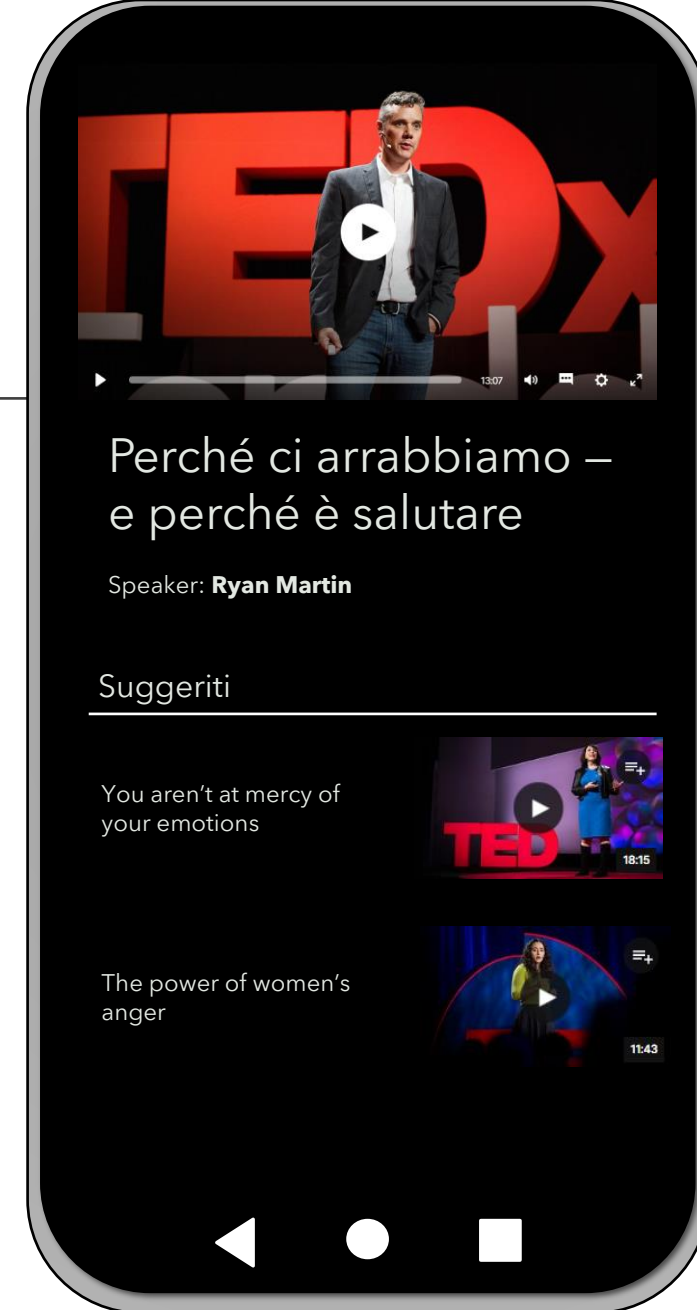 TEDx
13:07
Perché ci arrabbiamo –
e perché è salutare
Speaker: Ryan Martin
Suggeriti
You aren’t at mercy of
your emotions
TED
18:15
The power of women’s
anger
11:43